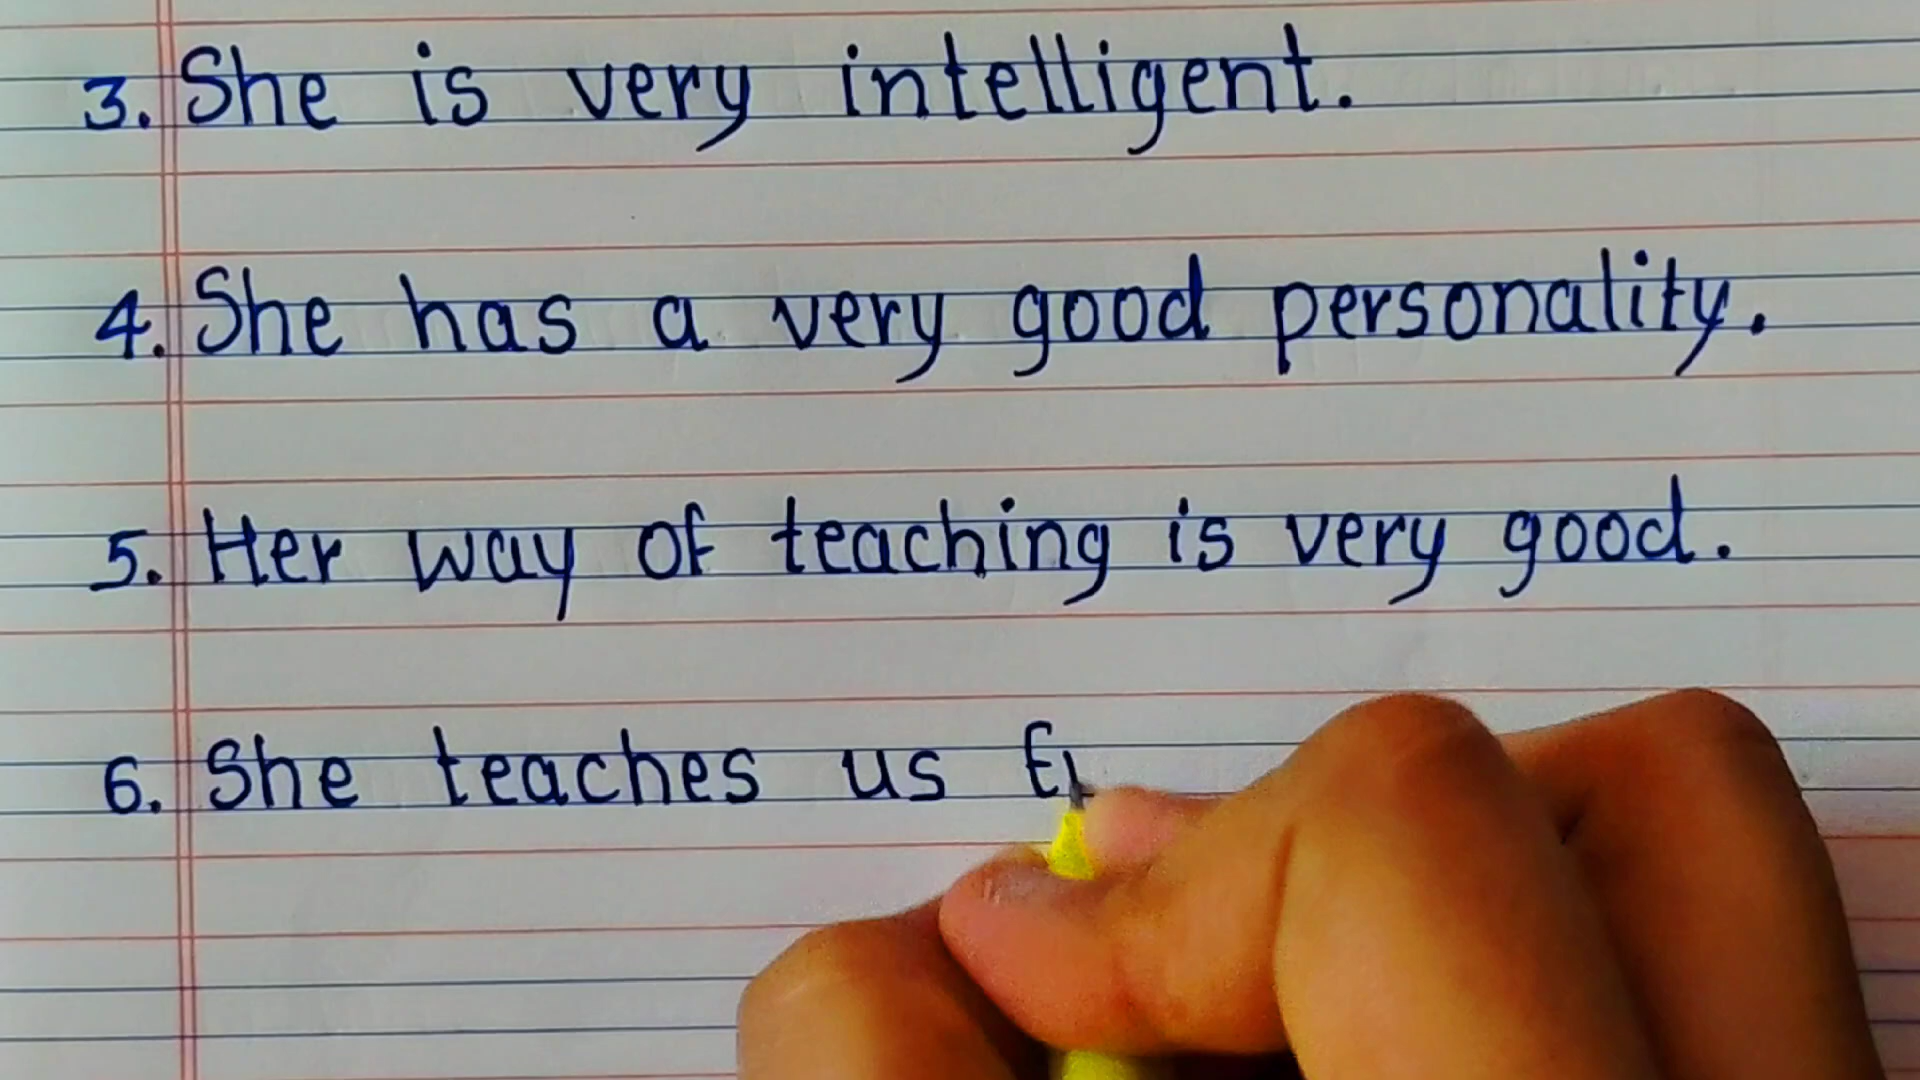 3. She is very intelligent.
4. She has a very good personality.
5. Her way of teaching is very good.
6. She teaches us